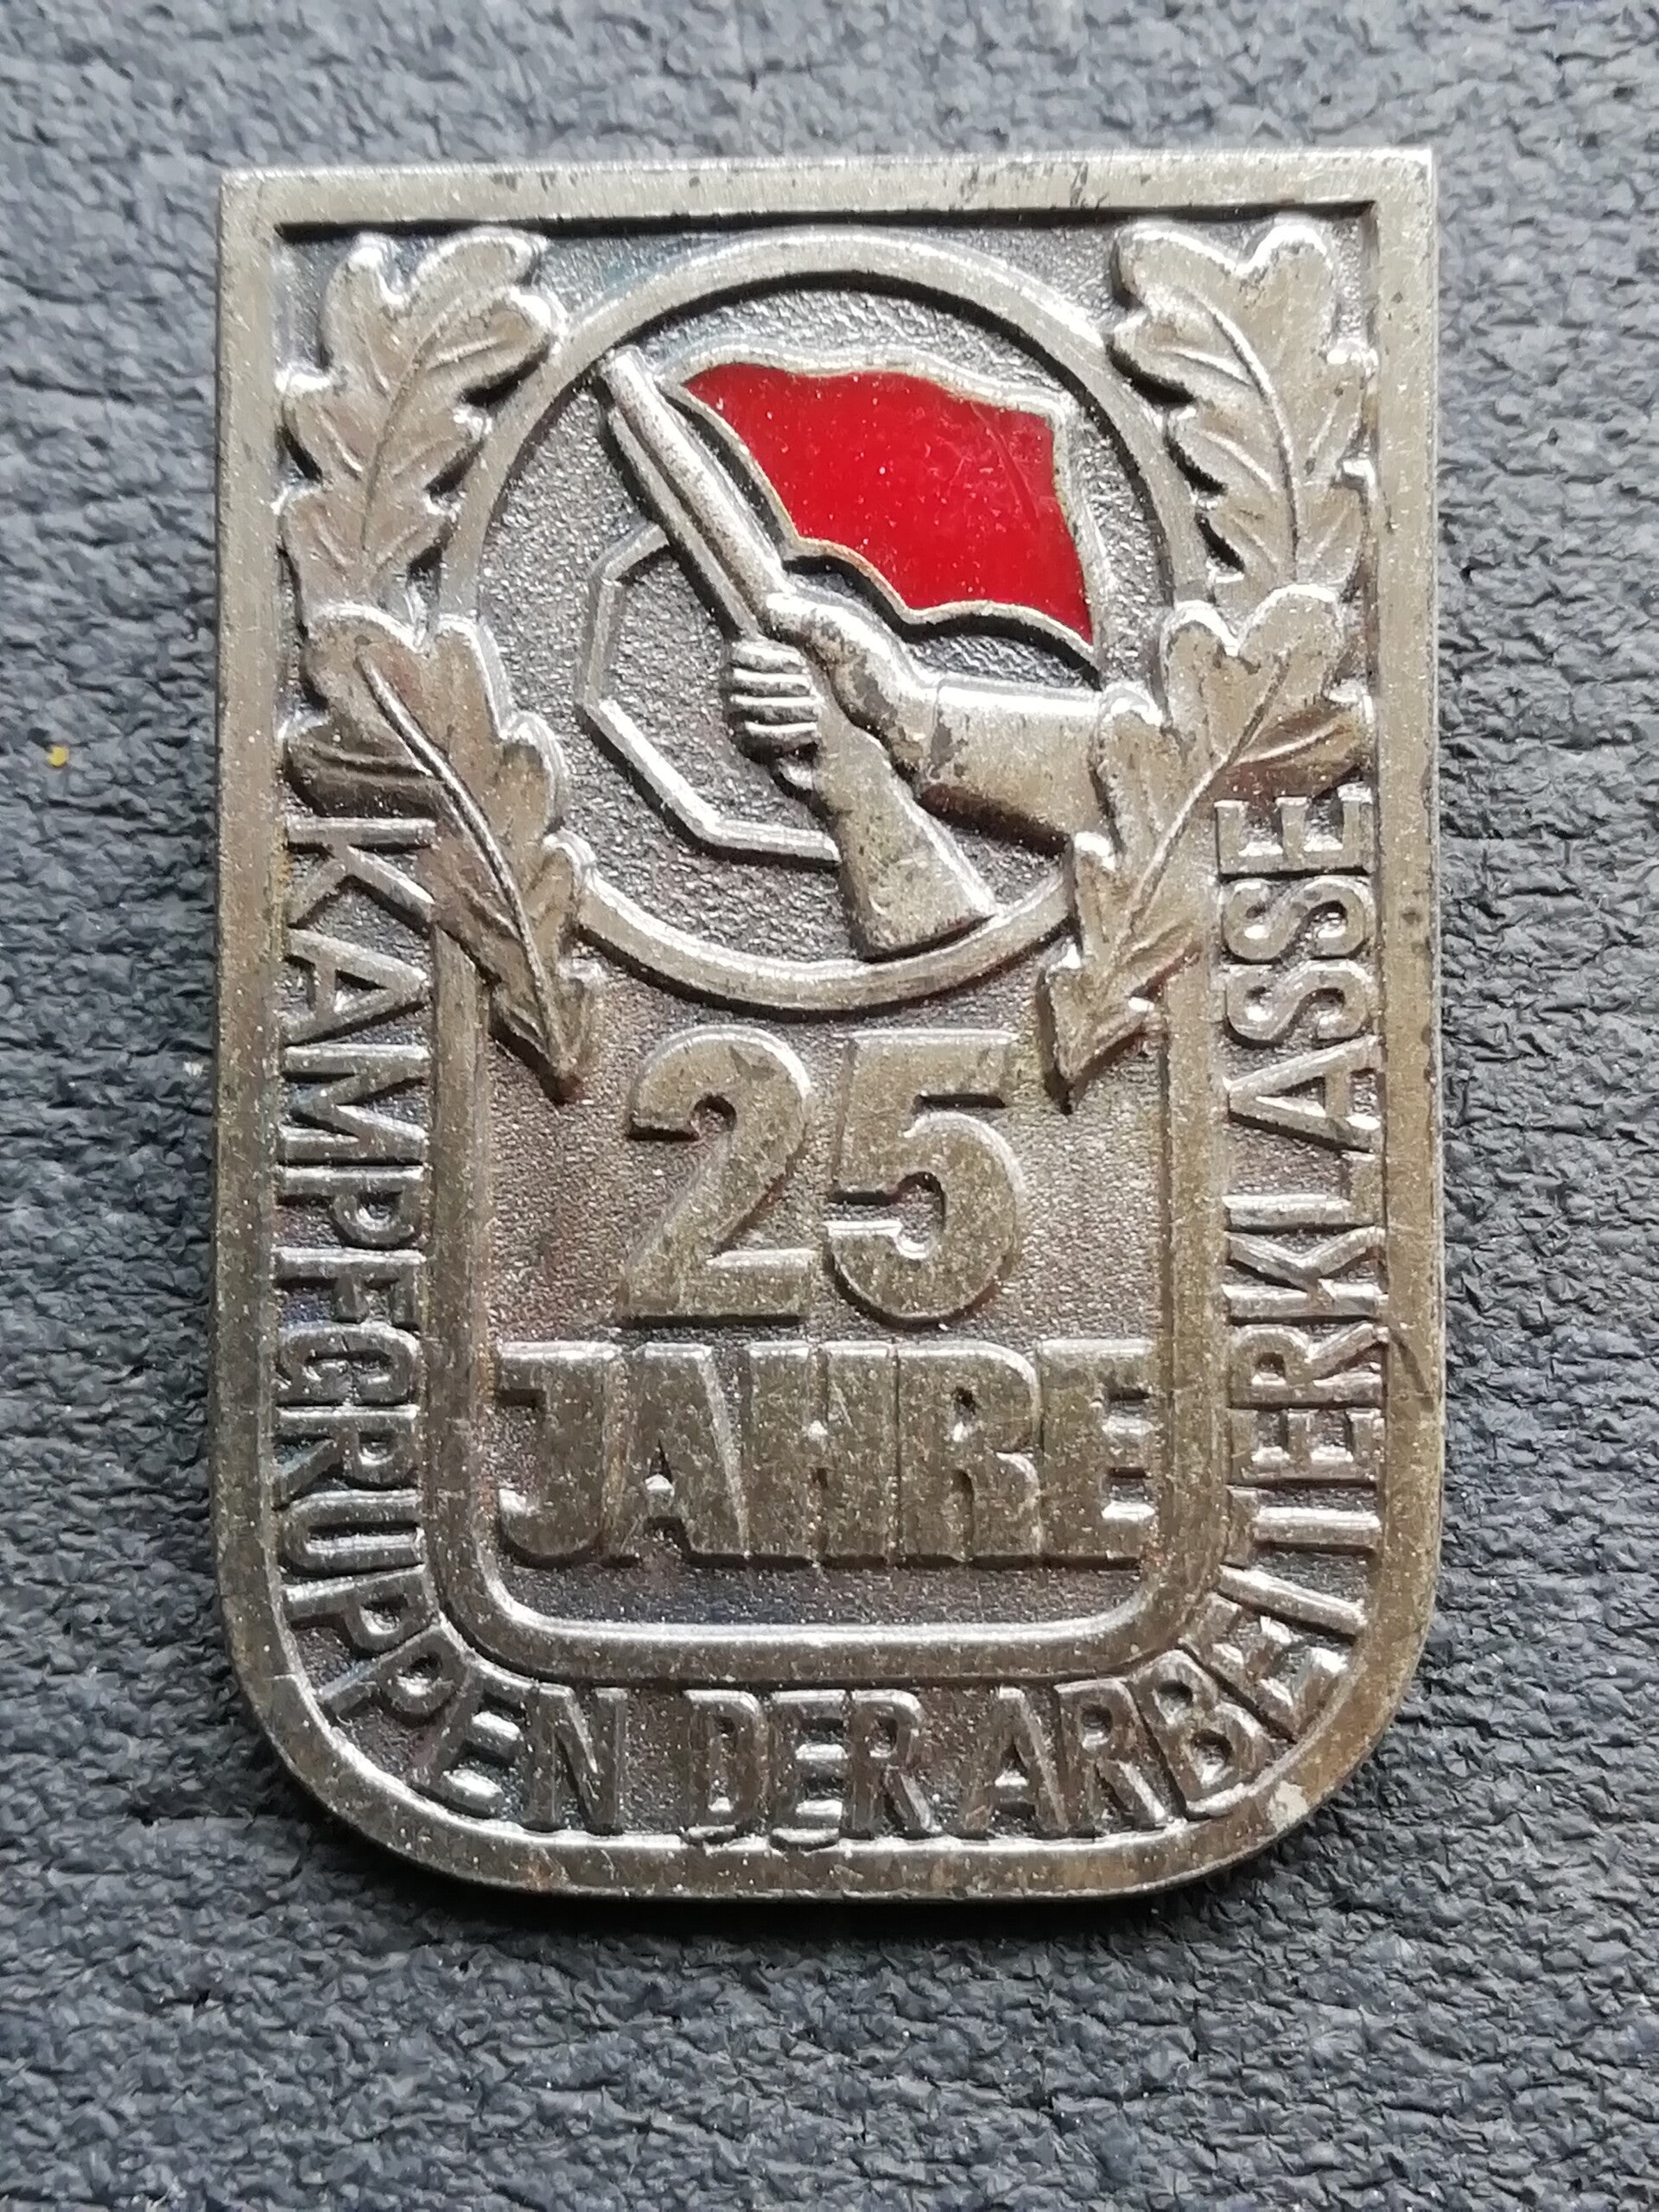 25
JAHRE
KAMPFGRUPPEN DER ARBEITERKLASSE